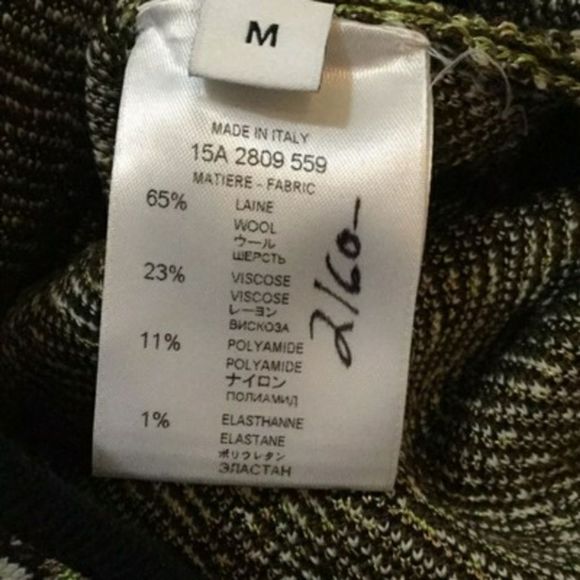 M
MADE IN ITALY
15A 2809 559
MATIERE - FABRIC
65% LAINE
WOOL
ウール
ШЕРСТЬ
23% VISCOSE
VISCOSE
レーヨン
ВИСКОЗА
11% POLYAMIDE
POLYAMIDE
ナイロン
ПОЛИАМИД
1% ELASTHANNE
ELASTANE
ポリウレタン
ЭЛАСТАН
2160-